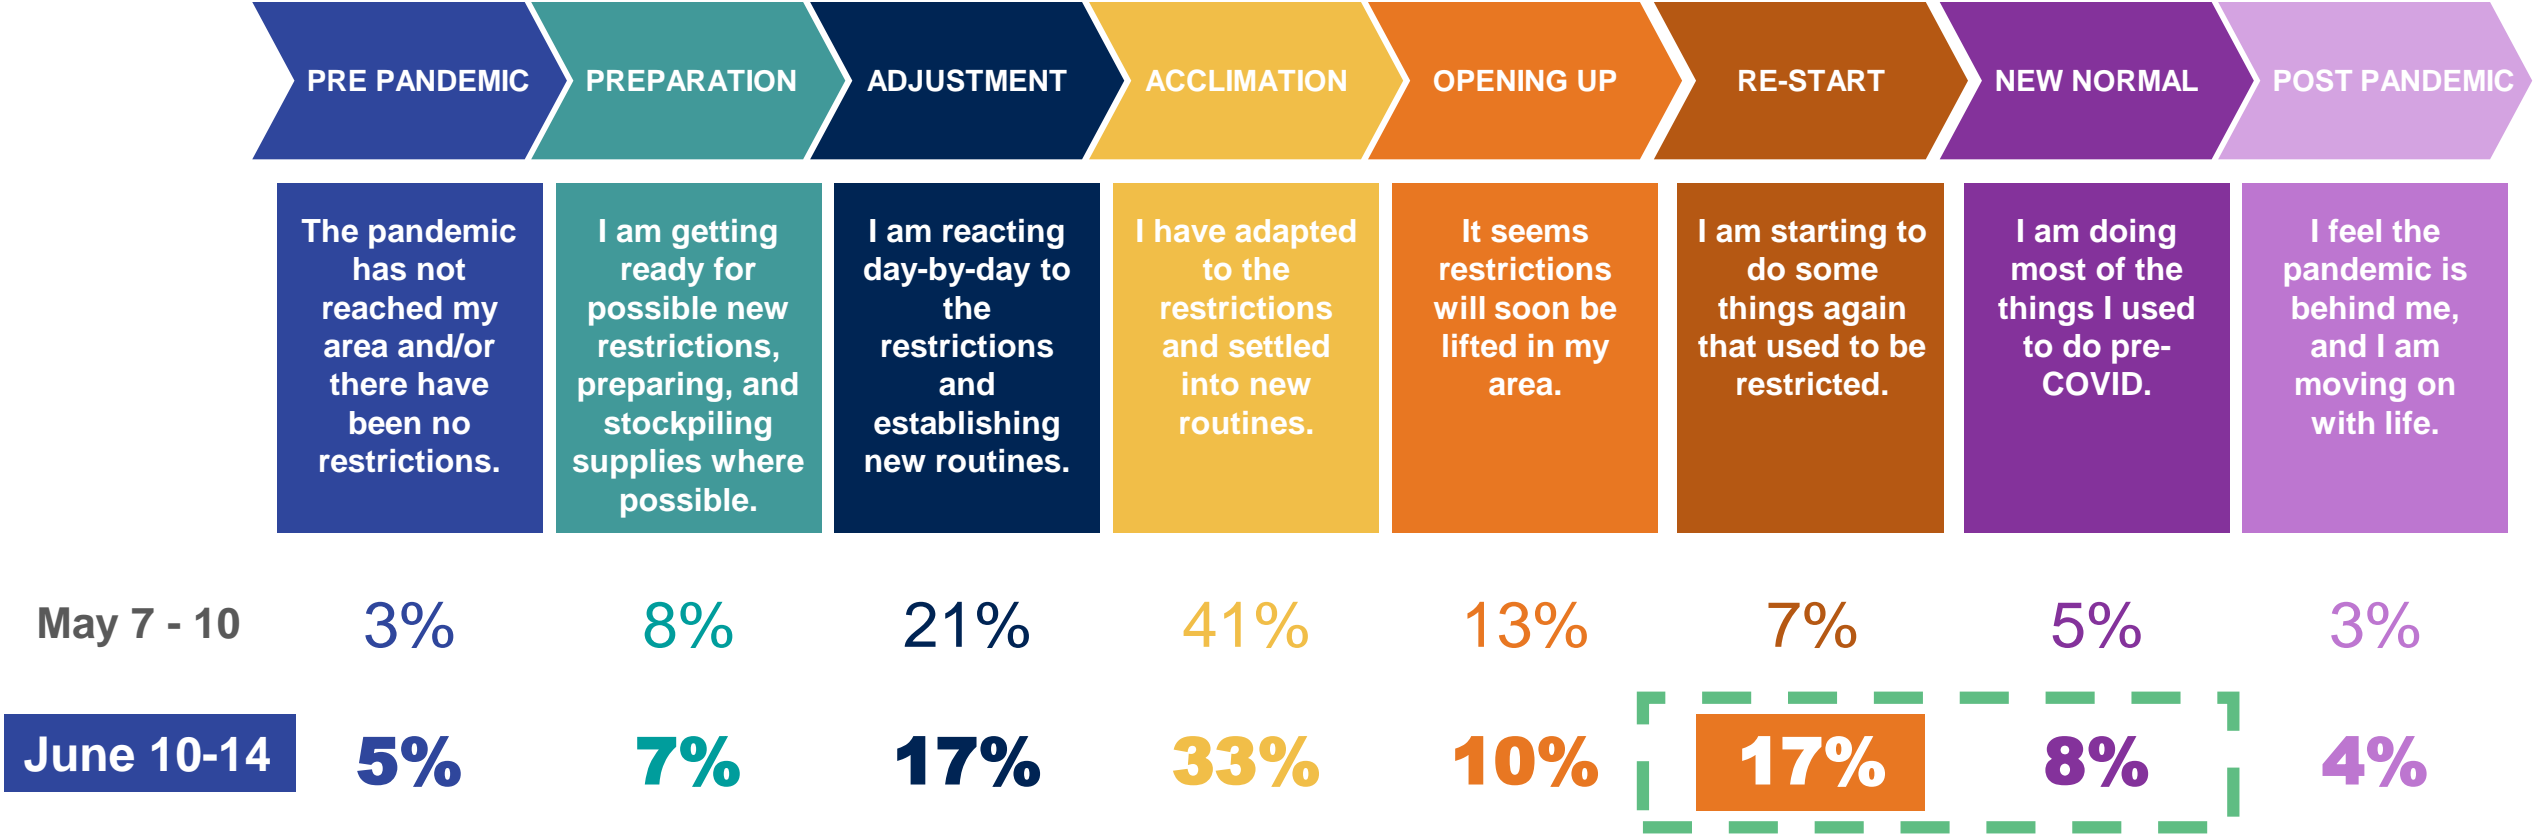 PRE PANDEMIC
PREPARATION
ADJUSTMENT
ACCLIMATION
OPENING UP
RE-START
NEW NORMAL
POST PANDEMIC
The pandemic
has not
reached my
area and/or
there have
been no
restrictions.
I am getting
ready for
possible new
restrictions,
preparing, and
stockpiling
supplies where
possible.
I am reacting
day-by-day to
the
restrictions
and
establishing
new routines.
I have adapted
to the
restrictions
and settled
into new
routines.
It seems
restrictions
will soon be
lifted in my
area.
I am starting to
do some
things again
that used to be
restricted.
I am doing
most of the
things I used
to do pre-
COVID.
I feel the
pandemic is
behind me,
and I am
moving on
with life.
May 7 - 10 3% 8% 21% 41% 13% 7% 5% 3%
June 10-14 5% 7% 17% 33% 10% 17% 8% 4%